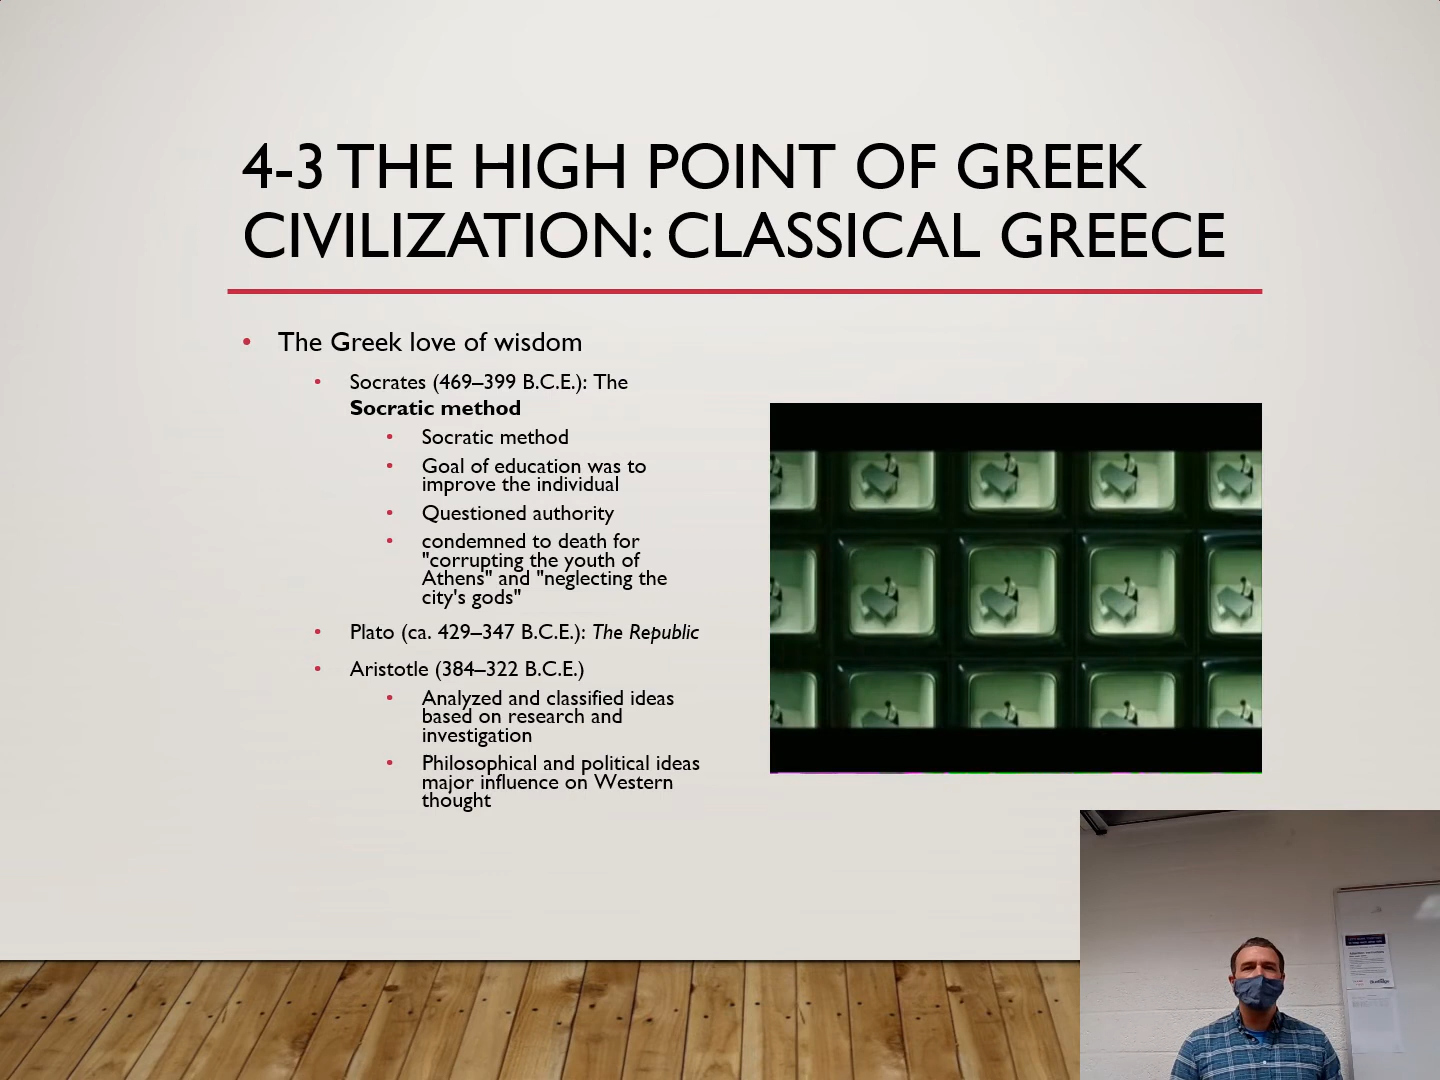 4-3 THE HIGH POINT OF GREEK
CIVILIZATION: CLASSICAL GREECE
• The Greek love of wisdom
• Socrates (469–399 B.C.E.): The
Socratic method
• Socratic method
• Goal of education was to
improve the individual
• Questioned authority
• condemned to death for
"corrupting the youth of
Athens" and "neglecting the
city's gods"
• Plato (ca. 429–347 B.C.E.): The Republic
• Aristotle (384–322 B.C.E.)
• Analyzed and classified ideas
based on research and
investigation
• Philosophical and political ideas
major influence on Western
thought